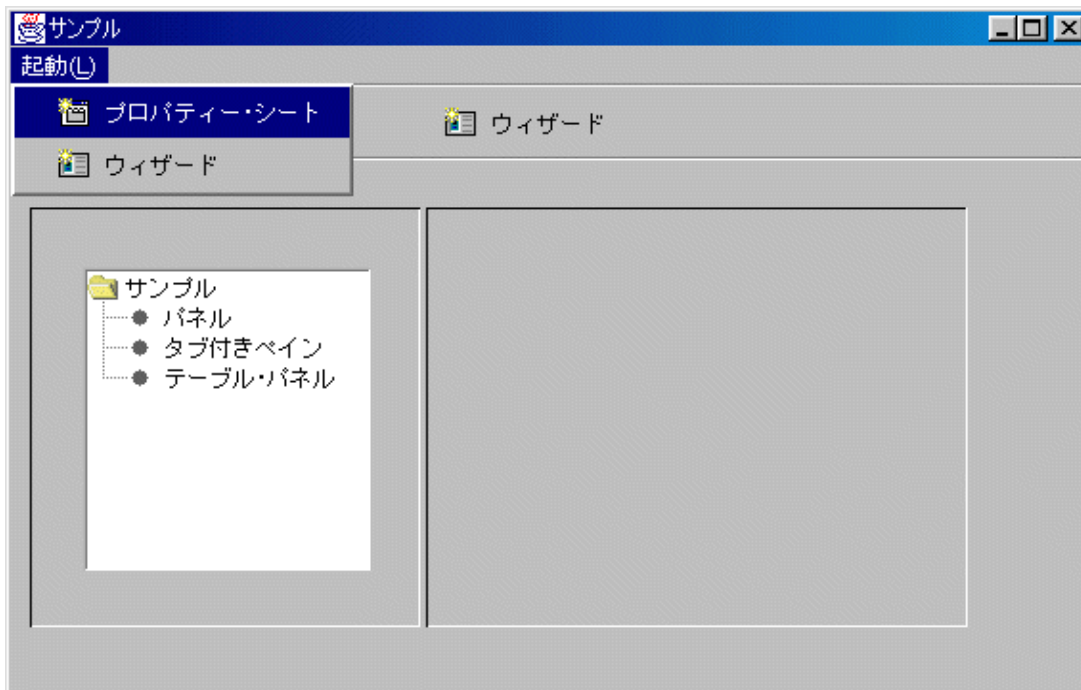 サンプル
起動(L)
プロパティー・シート
ウィザード
ウィザード
サンプル
パネル
タブ付きペイン
テーブル・パネル